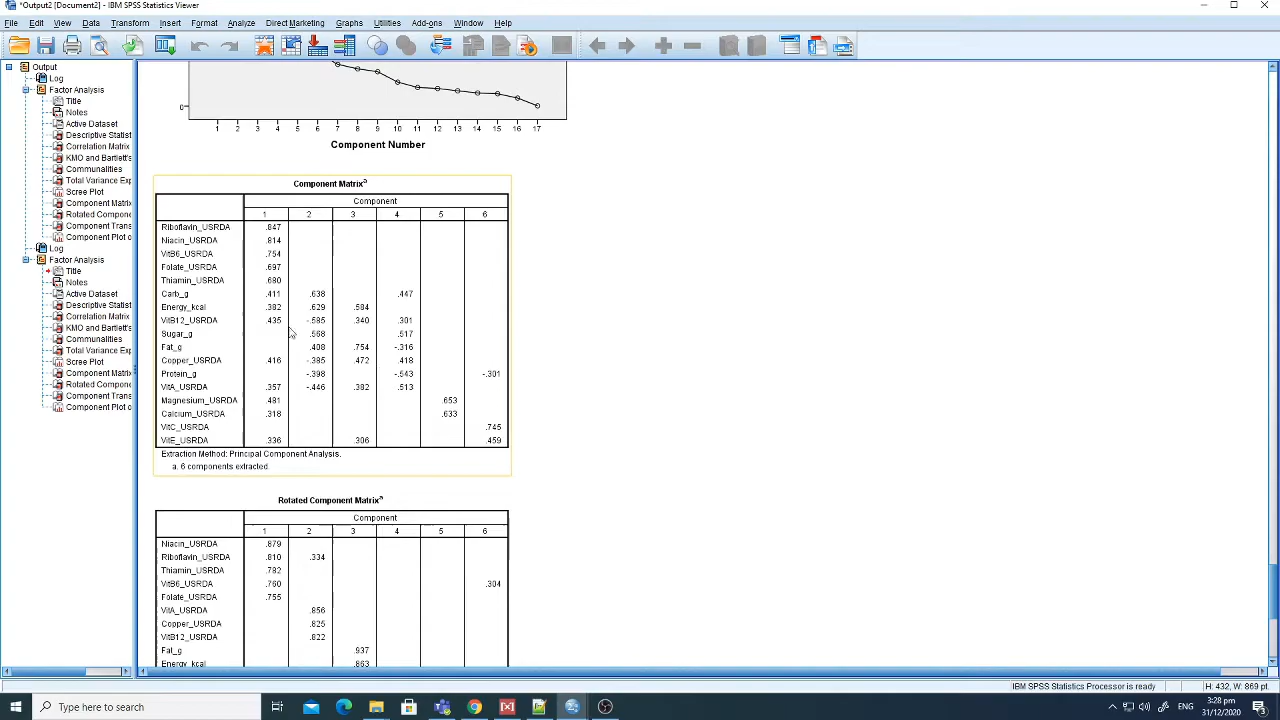 *Output2 [Document2] - IBM SPSS Statistics Viewer
File Edit View Data Transform Insert Format Analyze Direct Marketing Graphs Utilities Add-ons Window Help
Output
Log
Factor Analysis
Title
Notes
Active Dataset
Descriptive Statist
Correlation Matrix
KMO and Bartlett's
Communalities
Total Variance Exp
Scree Plot
Component Matrix
Rotated Compone
Component Trans
Component Plot o
Log
Factor Analysis
Title
Notes
Active Dataset
Descriptive Statist
Correlation Matrix
KMO and Bartlett's
Communalities
Total Variance Exp
Scree Plot
Component Matrix
Rotated Compone
Component Trans
Component Plot o
0
1 2 3 4 5 6 7 8 9 10 11 12 13 14 15 16 17
Component Number
Component Matrixa
Component
1 2 3 4 5 6
Riboflavin_USRDA .847
Niacin_USRDA .814
VitB6_USRDA .754
Folate_USRDA .697
Thiamin_USRDA .680
Carb_g .411 .638 .447
Energy_kcal .382 .629 .584
VitB12_USRDA .435 -.585 .340 .301
Sugar_g .568 .517
Fat_g .408 .754 -.316
Copper_USRDA .416 -.385 .472 .418
Protein_g -.398 -.543 -.301
VitA_USRDA .357 -.446 .382 .513
Magnesium_USRDA .481 .653
Calcium_USRDA .318 .633
VitC_USRDA .745
VitE_USRDA .336 .306 .459
Extraction Method: Principal Component Analysis.
a. 6 components extracted.
Rotated Component Matrixa
Component
1 2 3 4 5 6
Niacin_USRDA .879
Riboflavin_USRDA .810 .334
Thiamin_USRDA .782
VitB6_USRDA .760 .304
Folate_USRDA .755
VitA_USRDA .856
Copper_USRDA .825
VitB12_USRDA .822
Fat_g .937
Energy_kcal .863
IBM SPSS Statistics Processor is ready H: 432, W: 869 pt.
Type here to search
ENG
3:28 pm
31/12/2020